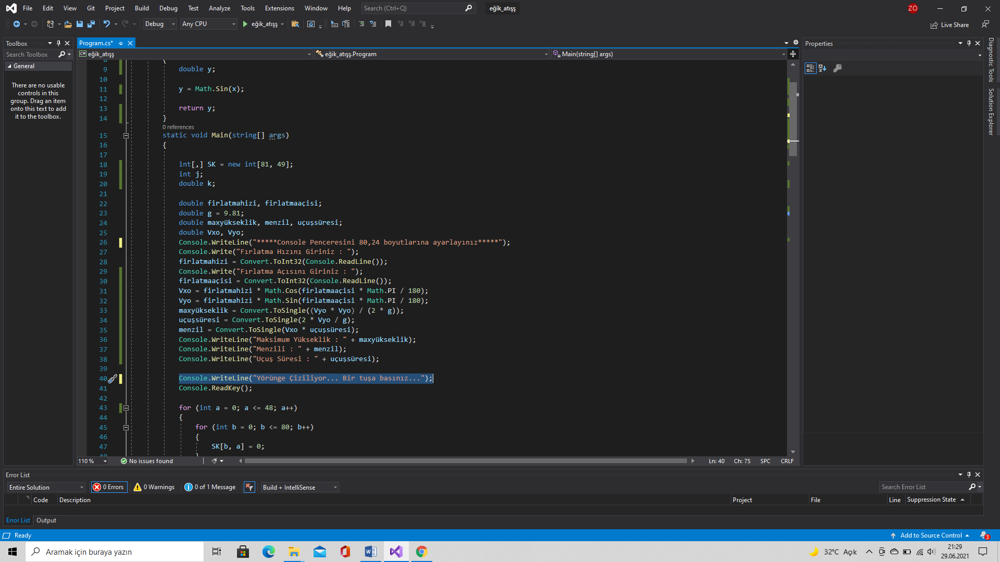 File Edit View Git Project Build Debug Test Analyze Tools Extensions Window Help Search (Ctrl+Q) eğik_atışş ZÖ
Debug Any CPU eğik_atışş Live Share
Toolbox
Search Toolbox
General
There are no usable
controls in this
group. Drag an item
onto this text to add
it to the toolbox.
Program.cs*
C# eğik_atışş eğik_atışş.Program Main(string[] args)
8 {
9 double y;
10
11 y = Math.Sin(x);
12
13 return y;
14 }
0 references
15 static void Main(string[] args)
16 {
17
18 int[,] SK = new int[81, 49];
19 int j;
20 double k;
21
22 double firlatmahizi, firlatmaaçisi;
23 double g = 9.81;
24 double maxyükseklik, menzil, uçuşsüresi;
25 double Vxo, Vyo;
26 Console.WriteLine("*****Console Penceresini 80,24 boyutlarına ayarlayınız*****");
27 Console.Write("Fırlatma Hızını Giriniz : ");
28 firlatmahizi = Convert.ToInt32(Console.ReadLine());
29 Console.Write("Fırlatma Açısını Giriniz : ");
30 firlatmaaçisi = Convert.ToInt32(Console.ReadLine());
31 Vxo = firlatmahizi * Math.Cos(firlatmaaçisi * Math.PI / 180);
32 Vyo = firlatmahizi * Math.Sin(firlatmaaçisi * Math.PI / 180);
33 maxyükseklik = Convert.ToSingle((Vyo * Vyo) / (2 * g));
34 uçuşsüresi = Convert.ToSingle(2 * Vyo / g);
35 menzil = Convert.ToSingle(Vxo * uçuşsüresi);
36 Console.WriteLine("Maksimum Yükseklik : " + maxyükseklik);
37 Console.WriteLine("Menzili : " + menzil);
38 Console.WriteLine("Uçuş Süresi : " + uçuşsüresi);
39
40 Console.WriteLine("Yörünge Çiziliyor... Bir tuşa basınız...");
41 Console.ReadKey();
42
43 for (int a = 0; a <= 48; a++)
44 {
45 for (int b = 0; b <= 80; b++)
46 {
47 SK[b, a] = 0;
48 }
110 % No issues found Ln: 40 Ch: 75 SPC CRLF
Properties
Diagnostic Tools
Solution Explorer
Error List
Entire Solution 0 Errors 0 Warnings 0 of 1 Message Build + IntelliSense Search Error List
Code Description Project File Line Suppression State
Error List Output
Ready Add to Source Control 3
Aramak için buraya yazın 32°C Açık 21:29
29.06.2021